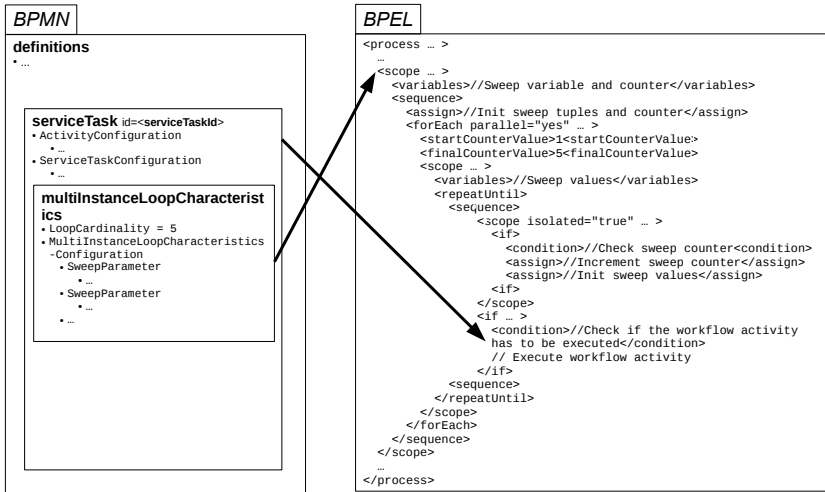 BPMN
definitions
• ...
serviceTask id=<serviceTaskId>
• ActivityConfiguration
• …
• ServiceTaskConfiguration
• …
multiInstanceLoopCharacterist
ics
• LoopCardinality = 5
• MultiInstanceLoopCharacteristics
-Configuration
• SweepParameter
• …
• SweepParameter
• …
• …
BPEL
<process … >
…
<scope … >
<variables>//Sweep variable and counter</variables>
<sequence>
<assign>//Init sweep tuples and counter</assign>
<forEach parallel="yes" … >
<startCounterValue>1<startCounterValue>
<finalCounterValue>5<finalCounterValue>
<scope … >
<variables>//Sweep values</variables>
<repeatUntil>
<sequence>
<scope isolated="true" … >
<if>
<condition>//Check sweep counter<condition>
<assign>//Increment sweep counter</assign>
<assign>//Init sweep values</assign>
<if>
</scope>
<if … >
<condition>//Check if the workflow activity
has to be executed</condition>
// Execute workflow activity
</if>
<sequence>
</repeatUntil>
</scope>
</forEach>
</sequence>
</scope>
…
</process>